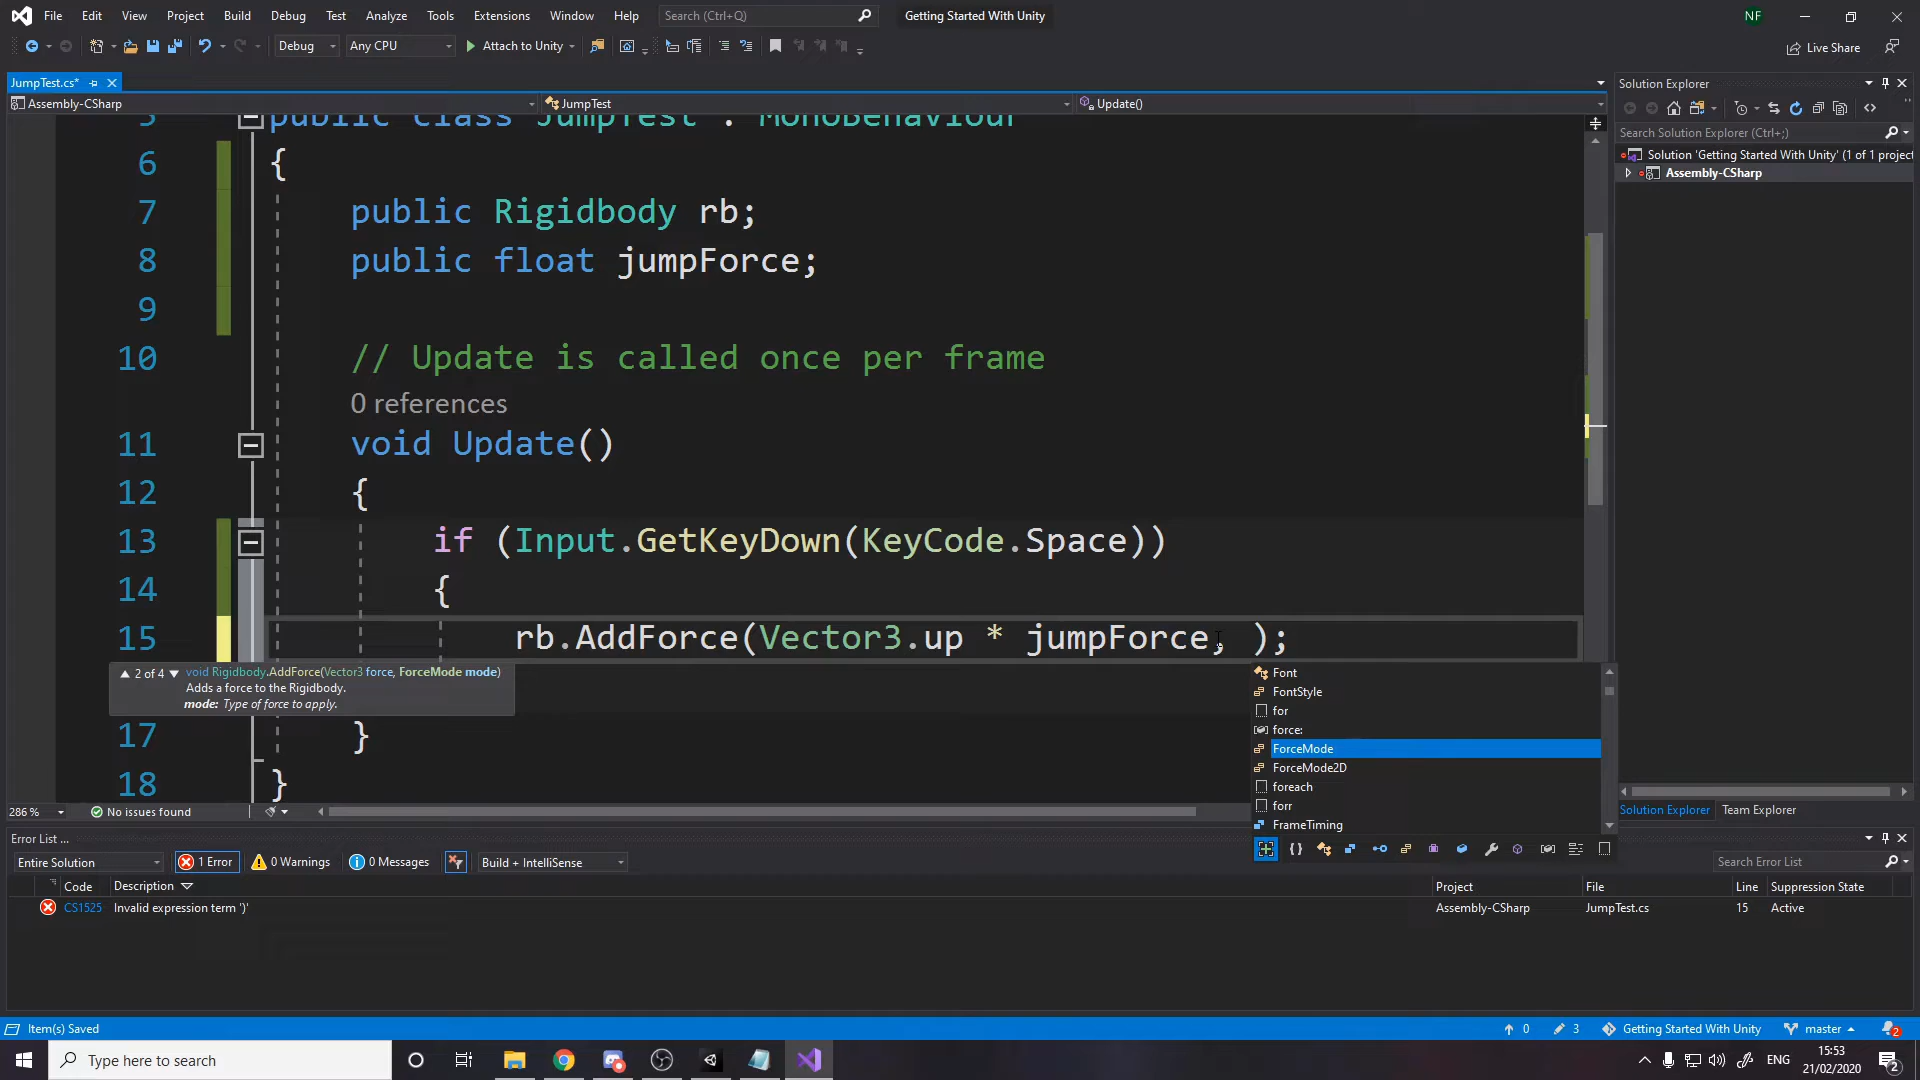 File Edit View Project Build Debug Test Analyze Tools Extensions Window Help Search (Ctrl+Q) Getting Started With Unity NF
Debug Any CPU Attach to Unity Live Share
JumpTest.cs*
Assembly-CSharp JumpTest Update()
5 public class JumpTest : MonoBehaviour
6 {
7 public Rigidbody rb;
8 public float jumpForce;
9
10 // Update is called once per frame
0 references
11 void Update()
12 {
13 if (Input.GetKeyDown(KeyCode.Space))
14 {
15 rb.AddForce(Vector3.up * jumpForce, );
2 of 4 void Rigidbody.AddForce(Vector3 force, ForceMode mode)
Adds a force to the Rigidbody.
mode: Type of force to apply.
17 }
18 }
Font
FontStyle
for
force:
ForceMode
ForceMode2D
foreach
forr
FrameTiming
286 % No issues found
Solution Explorer
Search Solution Explorer (Ctrl+;)
Solution 'Getting Started With Unity' (1 of 1 project
Assembly-CSharp
Solution Explorer Team Explorer
Error List ...
Entire Solution 1 Error 0 Warnings 0 Messages Build + IntelliSense Search Error List
Code Description Project File Line Suppression State
CS1525 Invalid expression term ')' Assembly-CSharp JumpTest.cs 15 Active
Item(s) Saved 0 3 Getting Started With Unity master 2
Type here to search ENG 15:53
21/02/2020 2